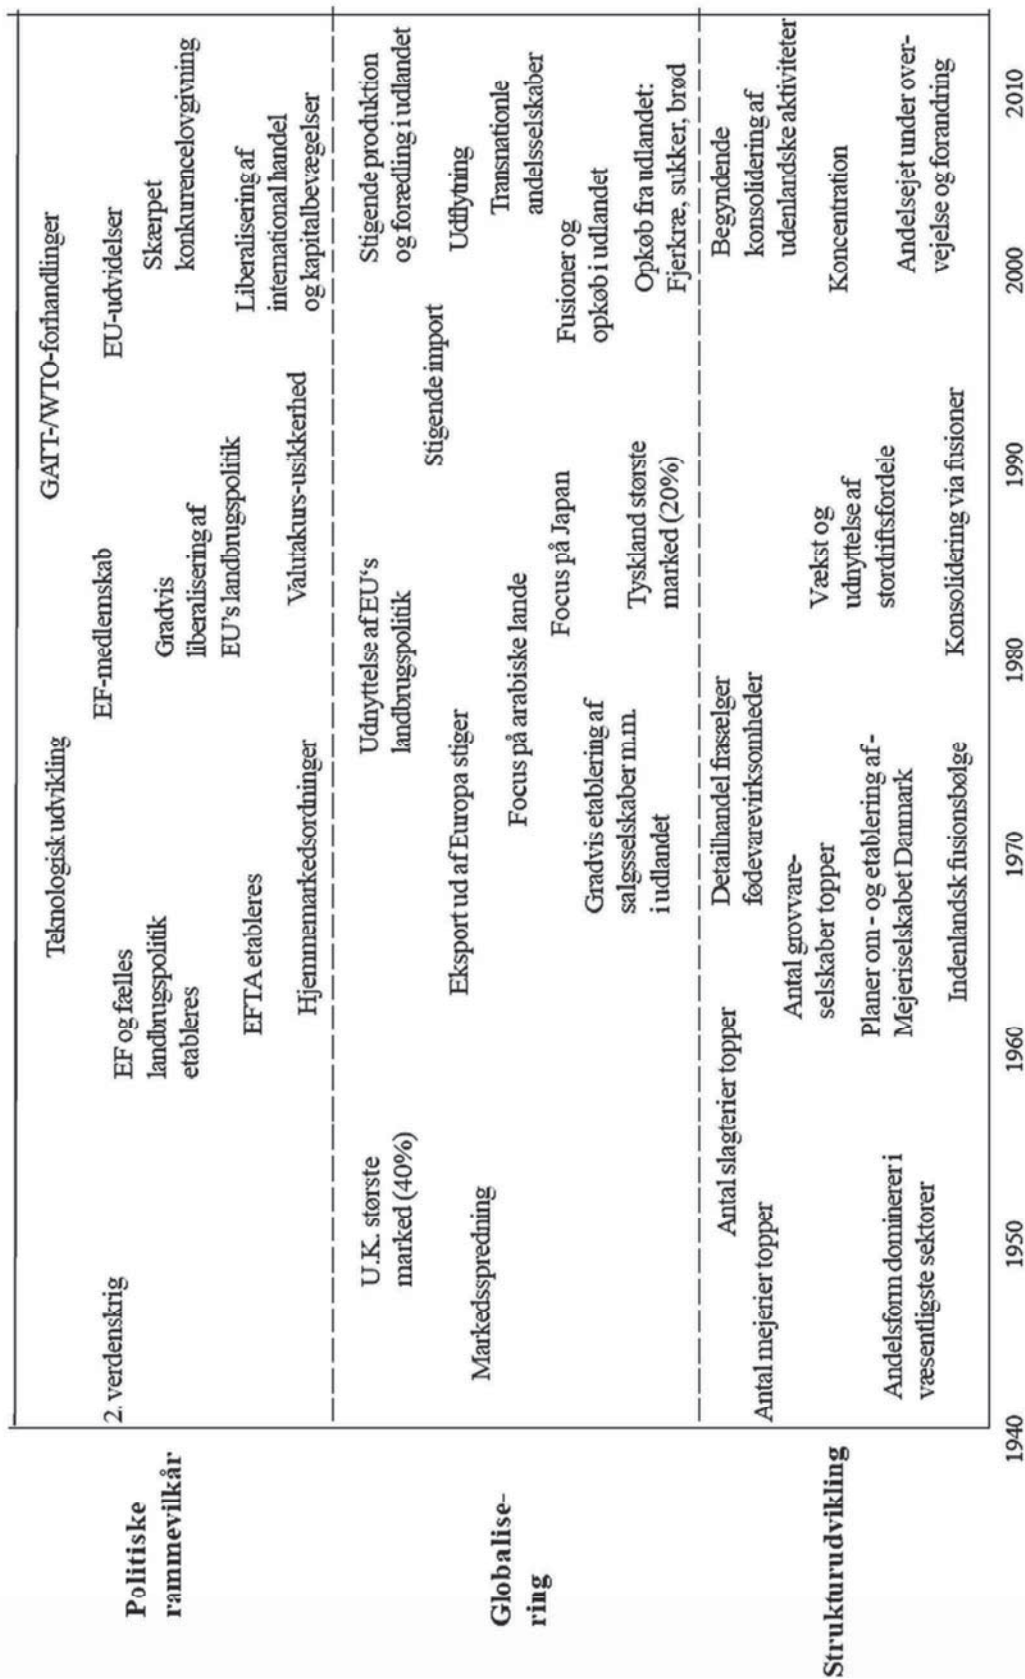 Politiske
rammevilkår
2. verdenskrig
EF og fælles
landbrugspolitik
etableres
EFTA etableres
Teknologisk udvikling
Hjemmemarkedsordninger
EF-medlemskab
Gradvis
liberalisering af
EU's landbrugspolitik
Valutakurs-usikkerhed
GATT-/WTO-forhandlinger
EU-udvidelser
Skærpet
konkurrencelovgivning
Liberalisering af
international handel
og kapitalbevægelser
Globalise-
ring
U.K. største
marked (40%)
Markedsspredning
Eksport ud af Europa stiger
Udnyttelse af EU‘s
landbrugspolitik
Focus på arabiske lande
Gradvis etablering af
salgsselskaber m.m.
i udlandet
Focus på Japan
Tyskland største
marked (20%)
Stigende import
Stigende produktion
og forædling i udlandet
Udflytning
Transnationle
andelsselskaber
Fusioner og
opkøb i udlandet
Opkøb fra udlandet:
Fjerkræ, sukker, brød
Strukturudvikling
Antal mejerier topper
Antal slagterier topper
Andelsform dominerer i
væsentligste sektorer
Detailhandel frasælger
fødevarevirksomheder
Antal grovvare-
selskaber topper
Planer om - og etablering af -
Mejeriselskabet Danmark
Indenlandsk fusionsbølge
Vækst og
udnyttelse af
stordriftsfordele
Konsolidering via fusioner
Begyndende
konsolidering af
udenlandske aktiviteter
Koncentration
Andelsejet under over-
vejelse og forandring
1940
1950
1960
1970
1980
1990
2000
2010